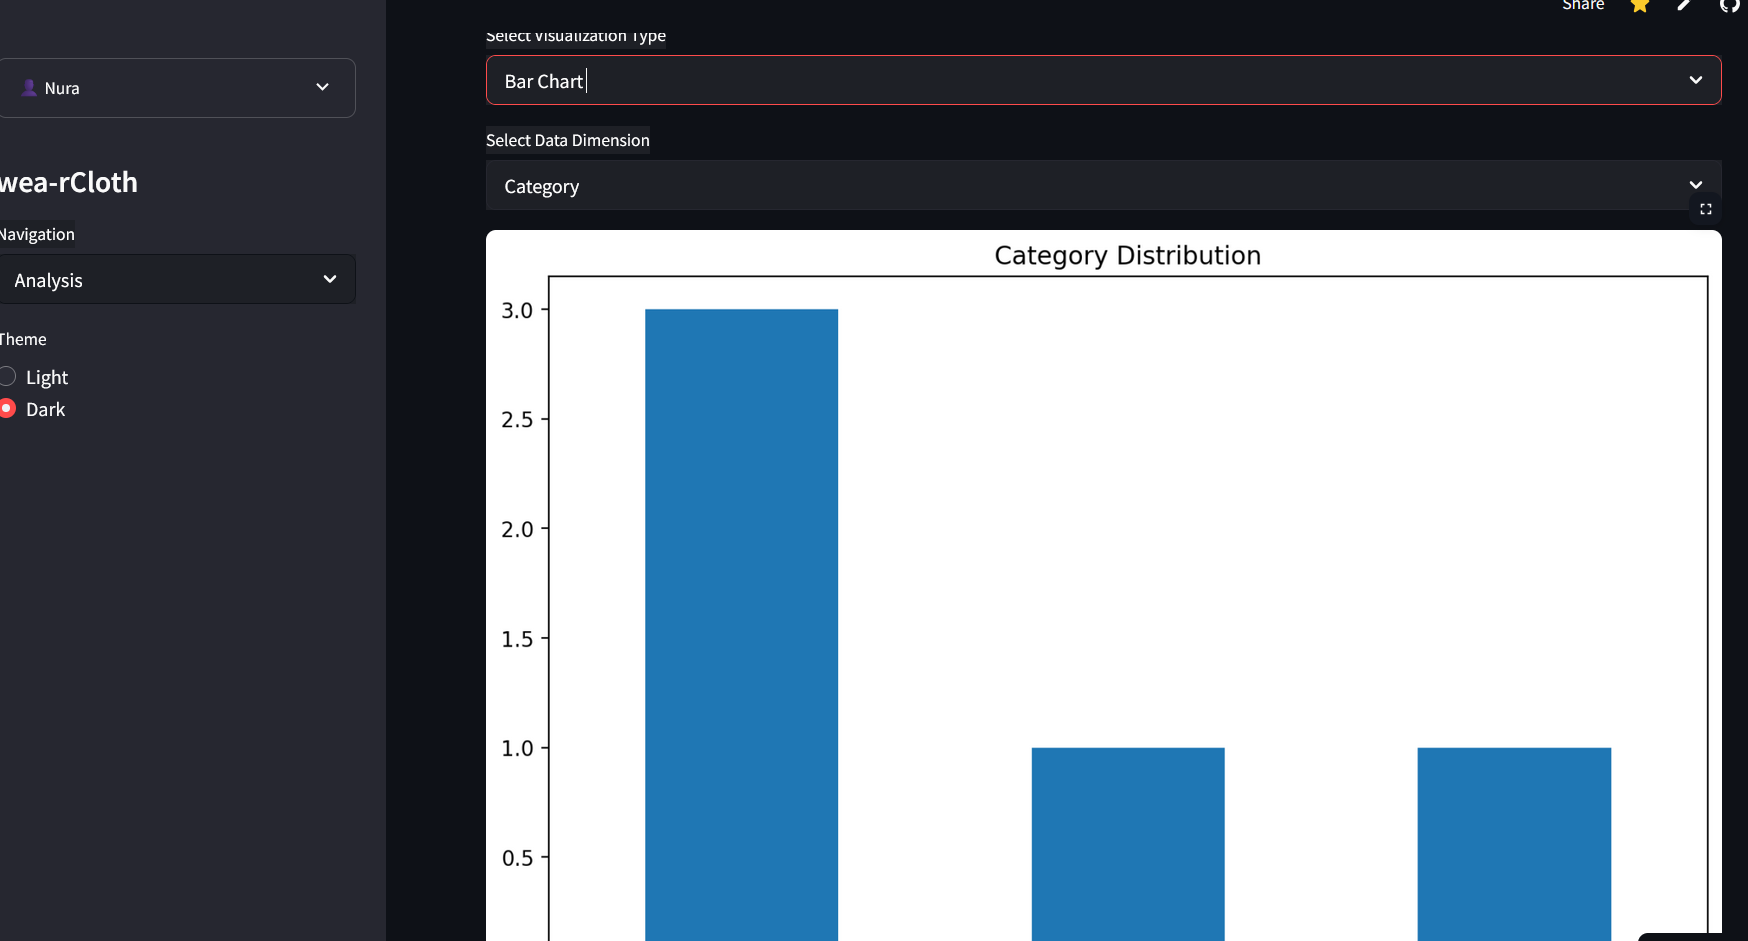 Share
Nura
wea-rCloth
Navigation
Analysis
Theme
Light
Dark
Select Visualization Type
Bar Chart
Select Data Dimension
Category
Category Distribution
3.0
2.5
2.0
1.5
1.0
0.5